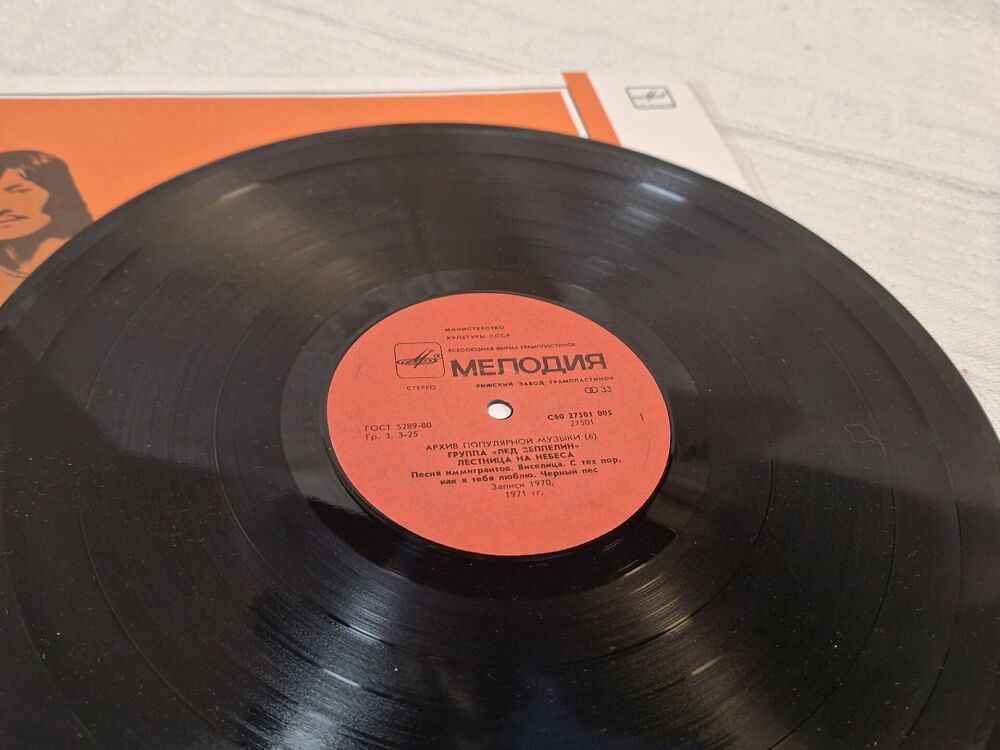 МИНИСТЕРСТВО
КУЛЬТУРЫ СССР
ВСЕСОЮЗНАЯ ФИРМА ГРАМПЛАСТИНОК
МЕЛОДИЯ
СТЕРЕО
РИЖСКИЙ ЗАВОД ГРАМПЛАСТИНОК
33
ГОСТ 5289-80
Гр. 3. 3-25
С60 27501 005
27501
1
АРХИВ ПОПУЛЯРНОЙ МУЗЫКИ (6)
ГРУППА «ЛЕД ЗЕППЕЛИН»
ЛЕСТНИЦА НА НЕБЕСА
Песня иммигрантов. Виселица. С тех пор,
как я тебя люблю. Черный пес
Записи 1970,
1971 гг.